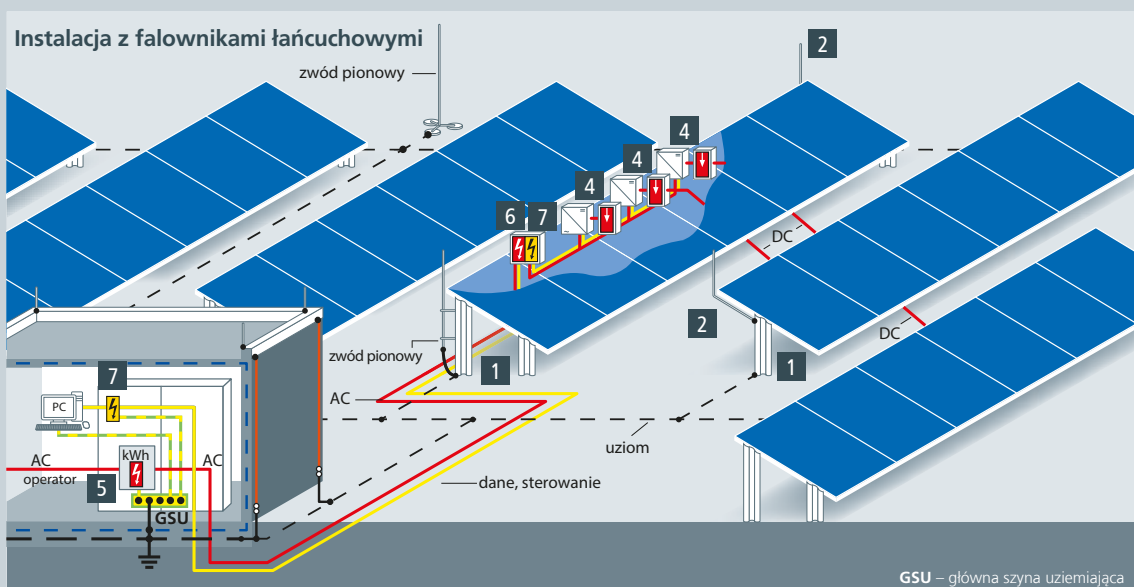 Instalacja z falownikami łańcuchowymi
zwód pionowy
2
4
4
4
6 7
DC
DC
2
1
zwód pionowy
1
AC
uziom
dane, sterowanie
7
PC
kWh
AC
operator
AC
5
GSU
GSU – główna szyna uziemiająca